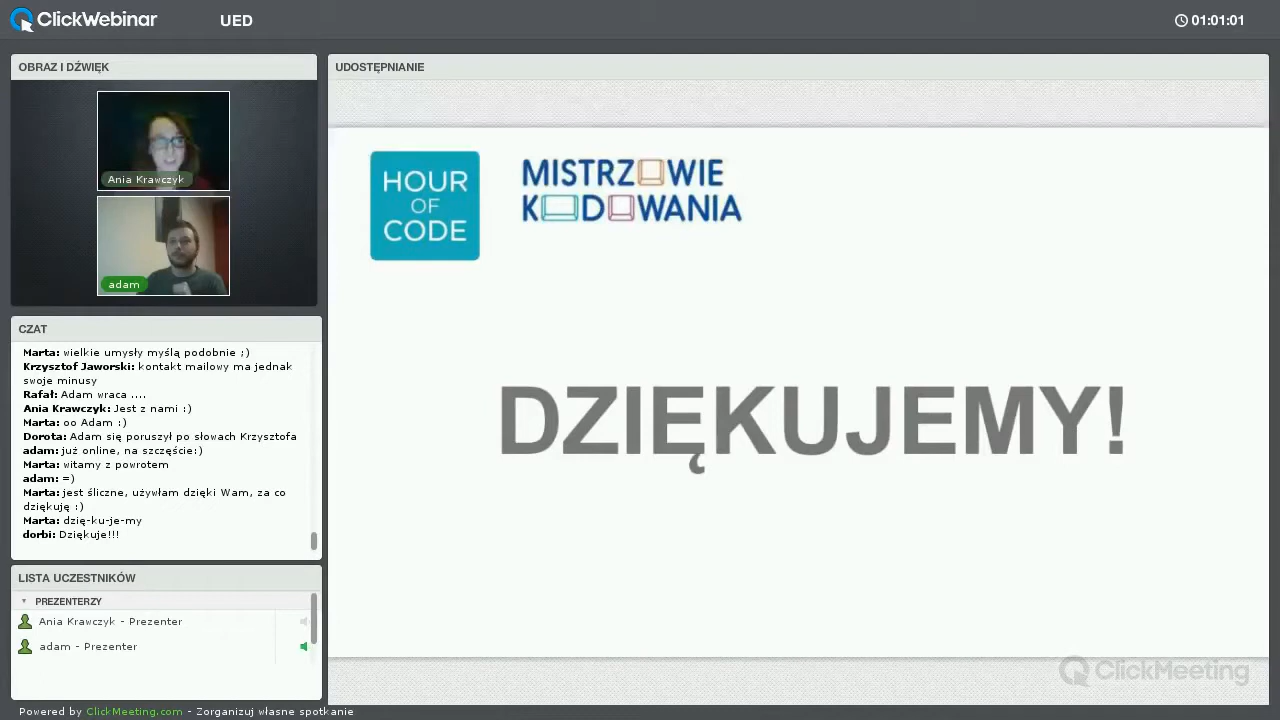 ClickWebinar
UED
01:01:01
OBRAZ I DŹWIĘK
Ania Krawczyk
adam
CZAT
Marta: wielkie umysły myślą podobnie ;)
Krzysztof Jaworski: kontakt mailowy ma jednak
swoje minusy
Rafał: Adam wraca ....
Ania Krawczyk: Jest z nami :)
Marta: oo Adam :)
Dorota: Adam się poruszył po słowach Krzysztofa
adam: już online, na szczęście:)
Marta: witamy z powrotem
adam: =)
Marta: jest śliczne, używłam dzięki Wam, za co
dziękuję :)
Marta: dzię-ku-je-my
dorbi: Dziękuje!!!
LISTA UCZESTNIKÓW
PREZENTERZY
Ania Krawczyk - Prezenter
adam - Prezenter
UDOSTĘPNIANIE
HOUR
OF
CODE
MISTRZOWIE
KODOWANIA
DZIĘKUJEMY!
ClickMeeting
Powered by ClickMeeting.com - Zorganizuj własne spotkanie